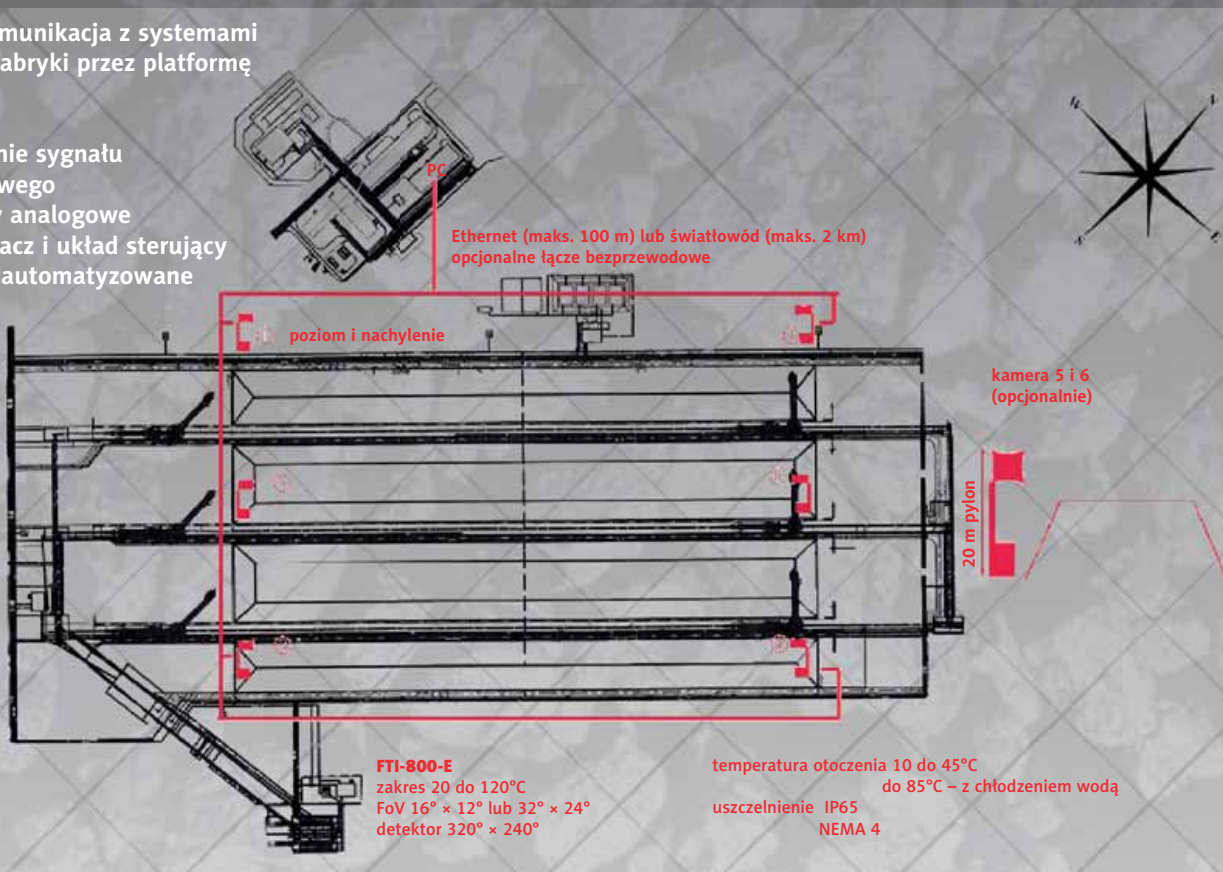 munikacja z systemami
abryki przez platformę
nie sygnału
wego
analogowe
acz i układ sterujący
automatyzowane
PC
Ethernet (maks. 100 m) lub światłowód (maks. 2 km)
opcjonalne łącze bezprzewodowe
poziom i nachylenie
kamera 5 i 6
(opcjonalnie)
20 m pylon
FTI-800-E
zakres 20 do 120°C
FoV 16° × 12° lub 32° × 24°
detektor 320° × 240°
temperatura otoczenia 10 do 45°C
do 85°C – z chłodzeniem wodą
uszczelnienie IP65
NEMA 4